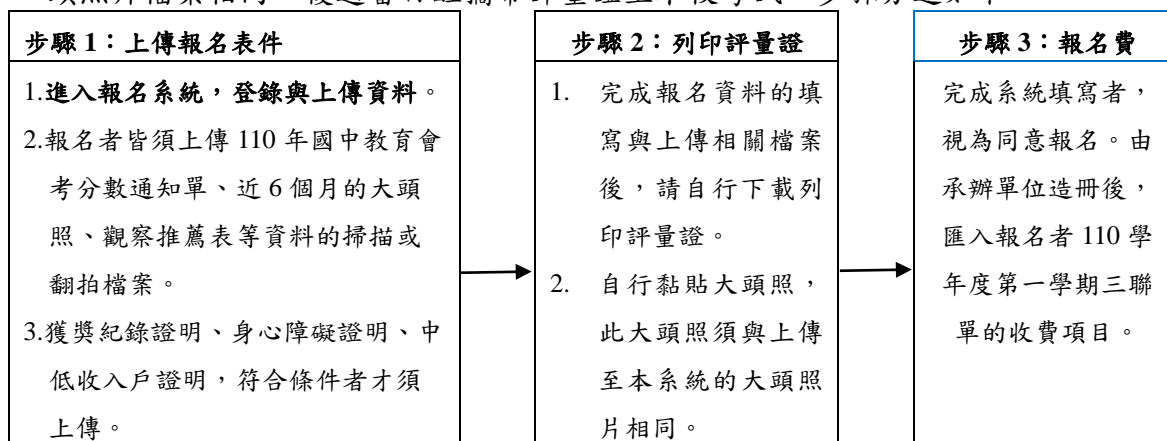 步驟 1：上傳報名表件
1.進入報名系統，登錄與上傳資料。
2.報名者皆須上傳 110 年國中教育會
考分數通知單、近 6 個月的大頭
照、觀察推薦表等資料的掃描或
翻拍檔案。
3.獲獎紀錄證明、身心障礙證明、中
低收入戶證明，符合條件者才須
上傳。
步驟 2：列印評量證
1. 完成報名資料的填
寫與上傳相關檔案
後，請自行下載列
印評量證。
2. 自行黏貼大頭照，
此大頭照須與上傳
至本系統的大頭照
片相同。
步驟 3：報名費
完成系統填寫者，
視為同意報名。由
承辦單位造冊後，
匯入報名者 110 學
年度第一學期三聯
單的收費項目。